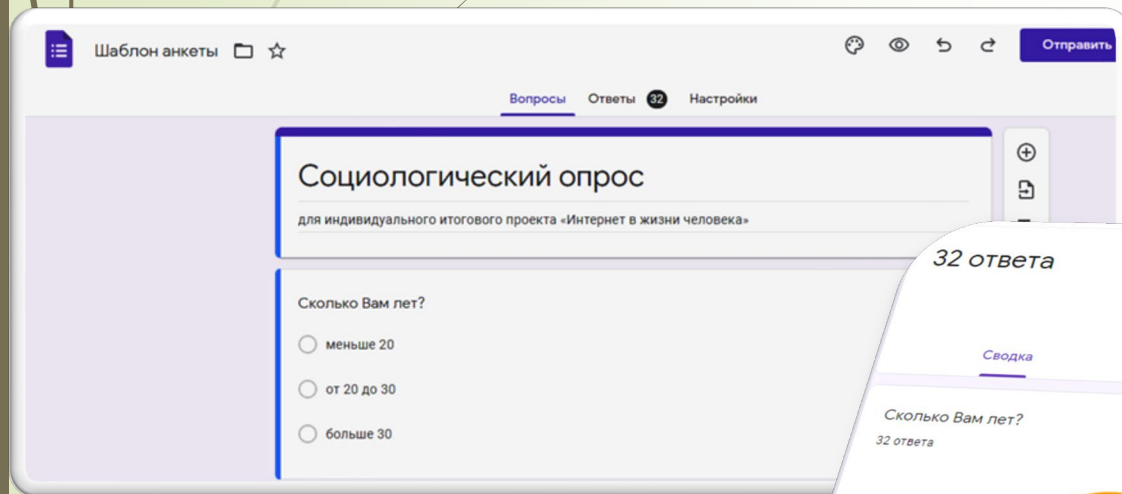 Шаблон анкеты
Отправить
Вопросы Ответы 32 Настройки
Социологический опрос
для индивидуального итогового проекта «Интернет в жизни человека»
Сколько Вам лет?
меньше 20
от 20 до 30
больше 30
32 ответа
Сводка
Сколько Вам лет?
32 ответа